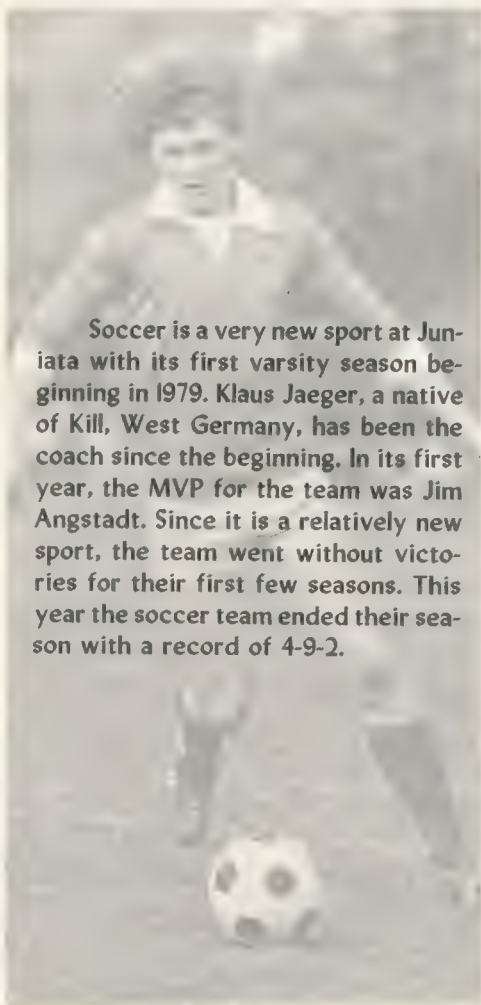 Soccer is a very new sport at Jun-
iata with its first varsity season be-
ginning in 1979. Klaus Jaeger, a native
of Kill, West Germany, has been the
coach since the beginning. In its first
year, the MVP for the team was Jim
Angstadt. Since it is a relatively new
sport, the team went without victo-
ries for their first few seasons. This
year the soccer team ended their sea-
son with a record of 4-9-2.